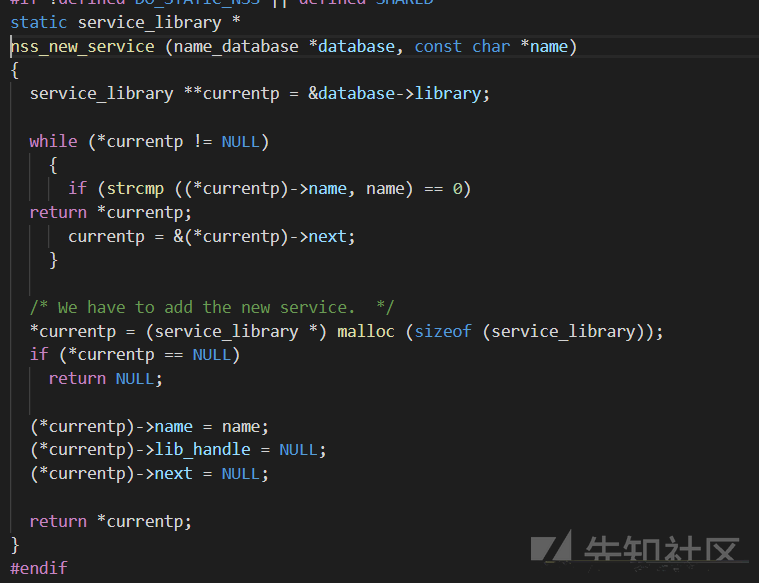 #if !defined DO_STATIC_NSS || defined SHARED
static service_library *
nss_new_service (name_database *database, const char *name)
{
  service_library **currentp = &database->library;
  while (*currentp != NULL)
    {
      if (strcmp ((*currentp)->name, name) == 0)
  return *currentp;
      currentp = &(*currentp)->next;
    }
  /* We have to add the new service.  */
  *currentp = (service_library *) malloc (sizeof (service_library));
  if (*currentp == NULL)
    return NULL;
  (*currentp)->name = name;
  (*currentp)->lib_handle = NULL;
  (*currentp)->next = NULL;
  return *currentp;
}
#endif
先知社区